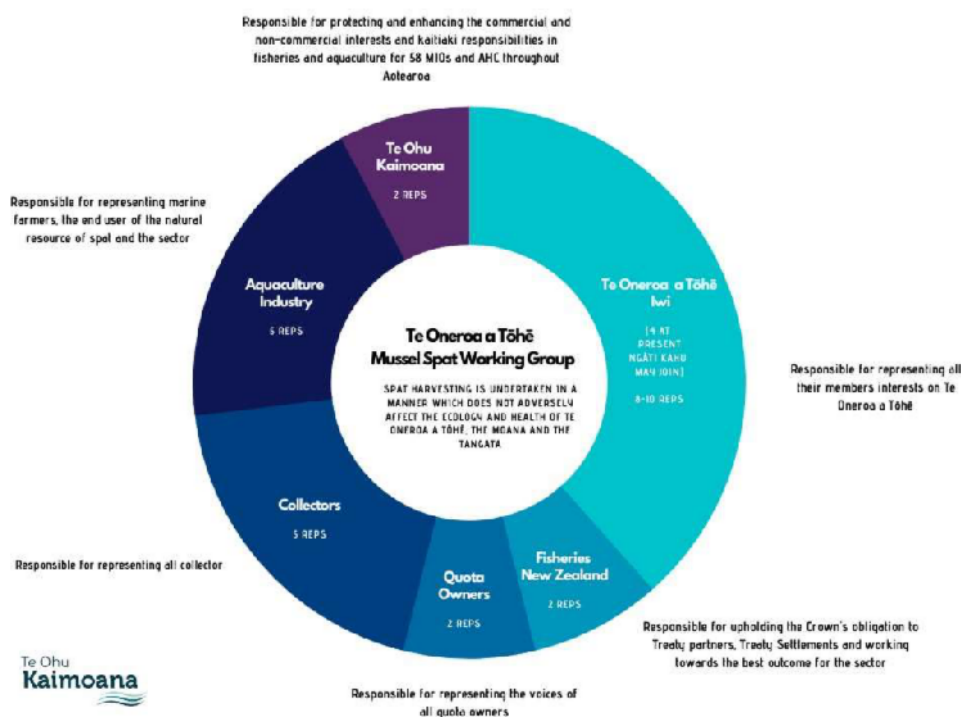 Responsible for protecting and enhancing the commercial and
non-commercial interests and kaitiaki responsibilities in
fisheries and aquaculture for 58 MIOs and AHC throughout
Aotearoa
Te Ohu
Kaimoana
2 REPS
Responsible for representing marine
farmers, the end user of the natural
resource of spat and the sector
Aquaculture
Industry
5 REPS
Te Oneroa a Tōhē
Iwi
[4 AT
PRESENT
NGĀTI KAHU
MAY JOIN]
8-10 REPS
Te Oneroa a Tōhē
Mussel Spat Working Group
SPAT HARVESTING IS UNDERTAKEN IN A
MANNER WHICH DOES NOT ADVERSELY
AFFECT THE ECOLOGY AND HEALTH OF TE
ONEROA A TŌHĒ, THE MOANA AND THE
TANGATA
Responsible for representing all
their members interests on Te
Oneroa a Tōhē
Collectors
5 REPS
Responsible for representing all collector
Quota
Owners
2 REPS
Fisheries
New Zealand
2 REPS
Responsible for upholding the Crown's obligation to
Treaty partners, Treaty Settlements and working
towards the best outcome for the sector
Responsible for representing the voices of
all quota owners
Te Ohu
Kaimoana